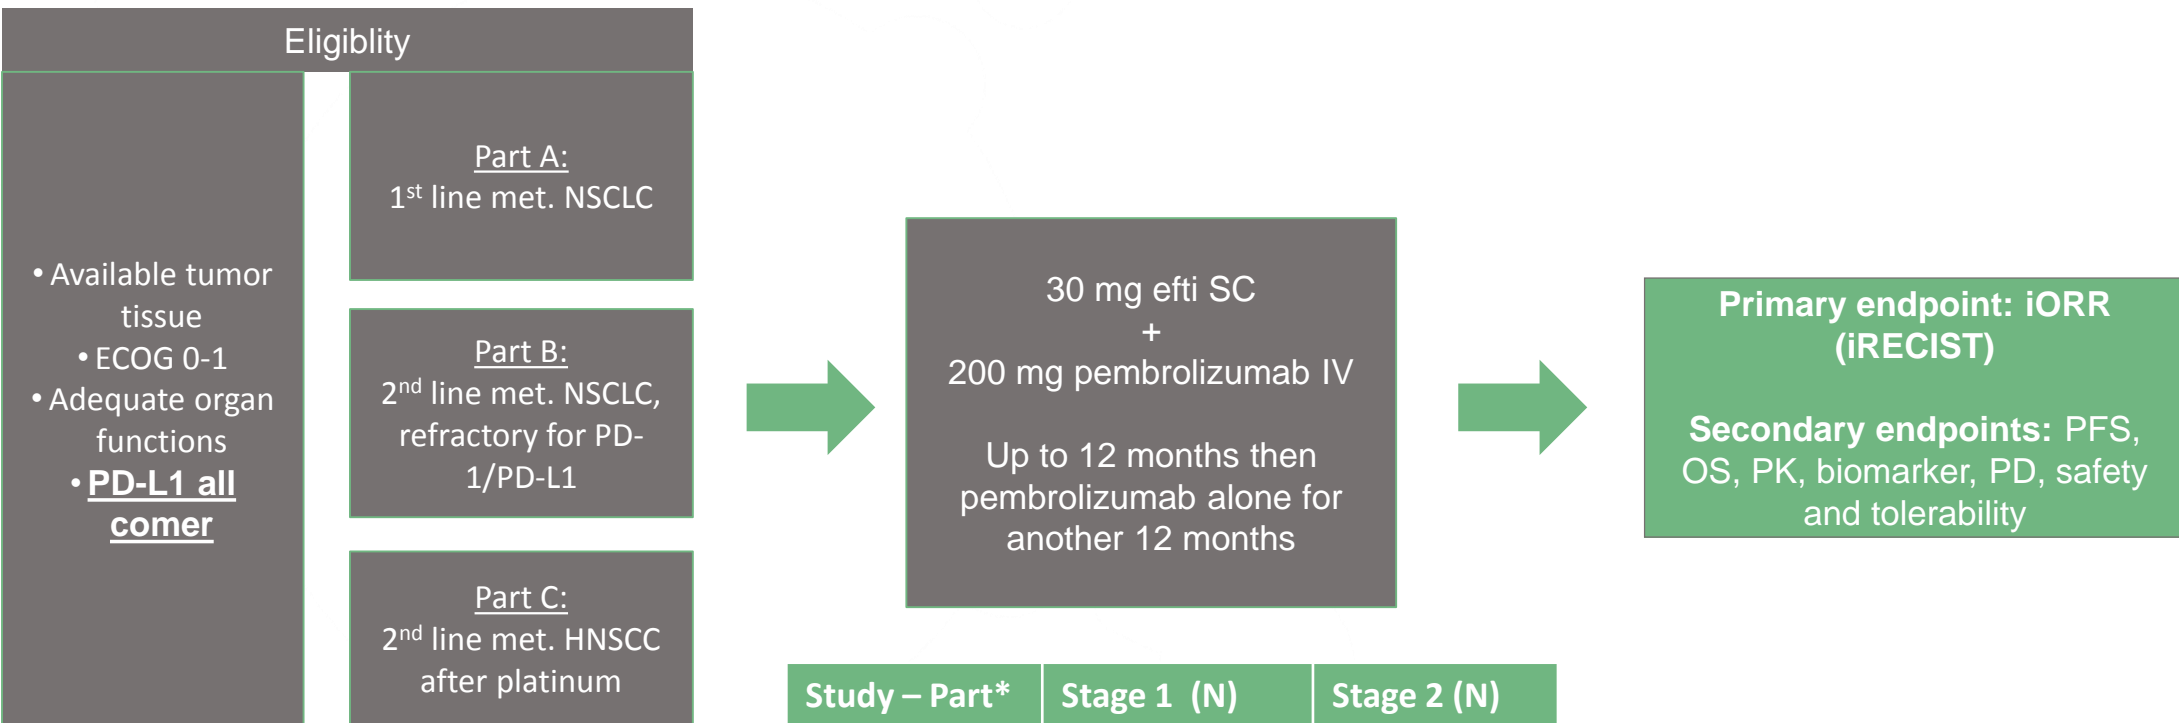 Eligiblity
• Available tumor
tissue
• ECOG 0-1
• Adequate organ
functions
• PD-L1 all
comer
Part A:
1st line met. NSCLC
Part B:
2nd line met. NSCLC,
refractory for PD-
1/PD-L1
Part C:
2nd line met. HNSCC
after platinum
30 mg efti SC
+
200 mg pembrolizumab IV
Up to 12 months then
pembrolizumab alone for
another 12 months
Primary endpoint: iORR
(iRECIST)
Secondary endpoints: PFS,
OS, PK, biomarker, PD, safety
and tolerability
Study – Part* Stage 1 (N) Stage 2 (N)